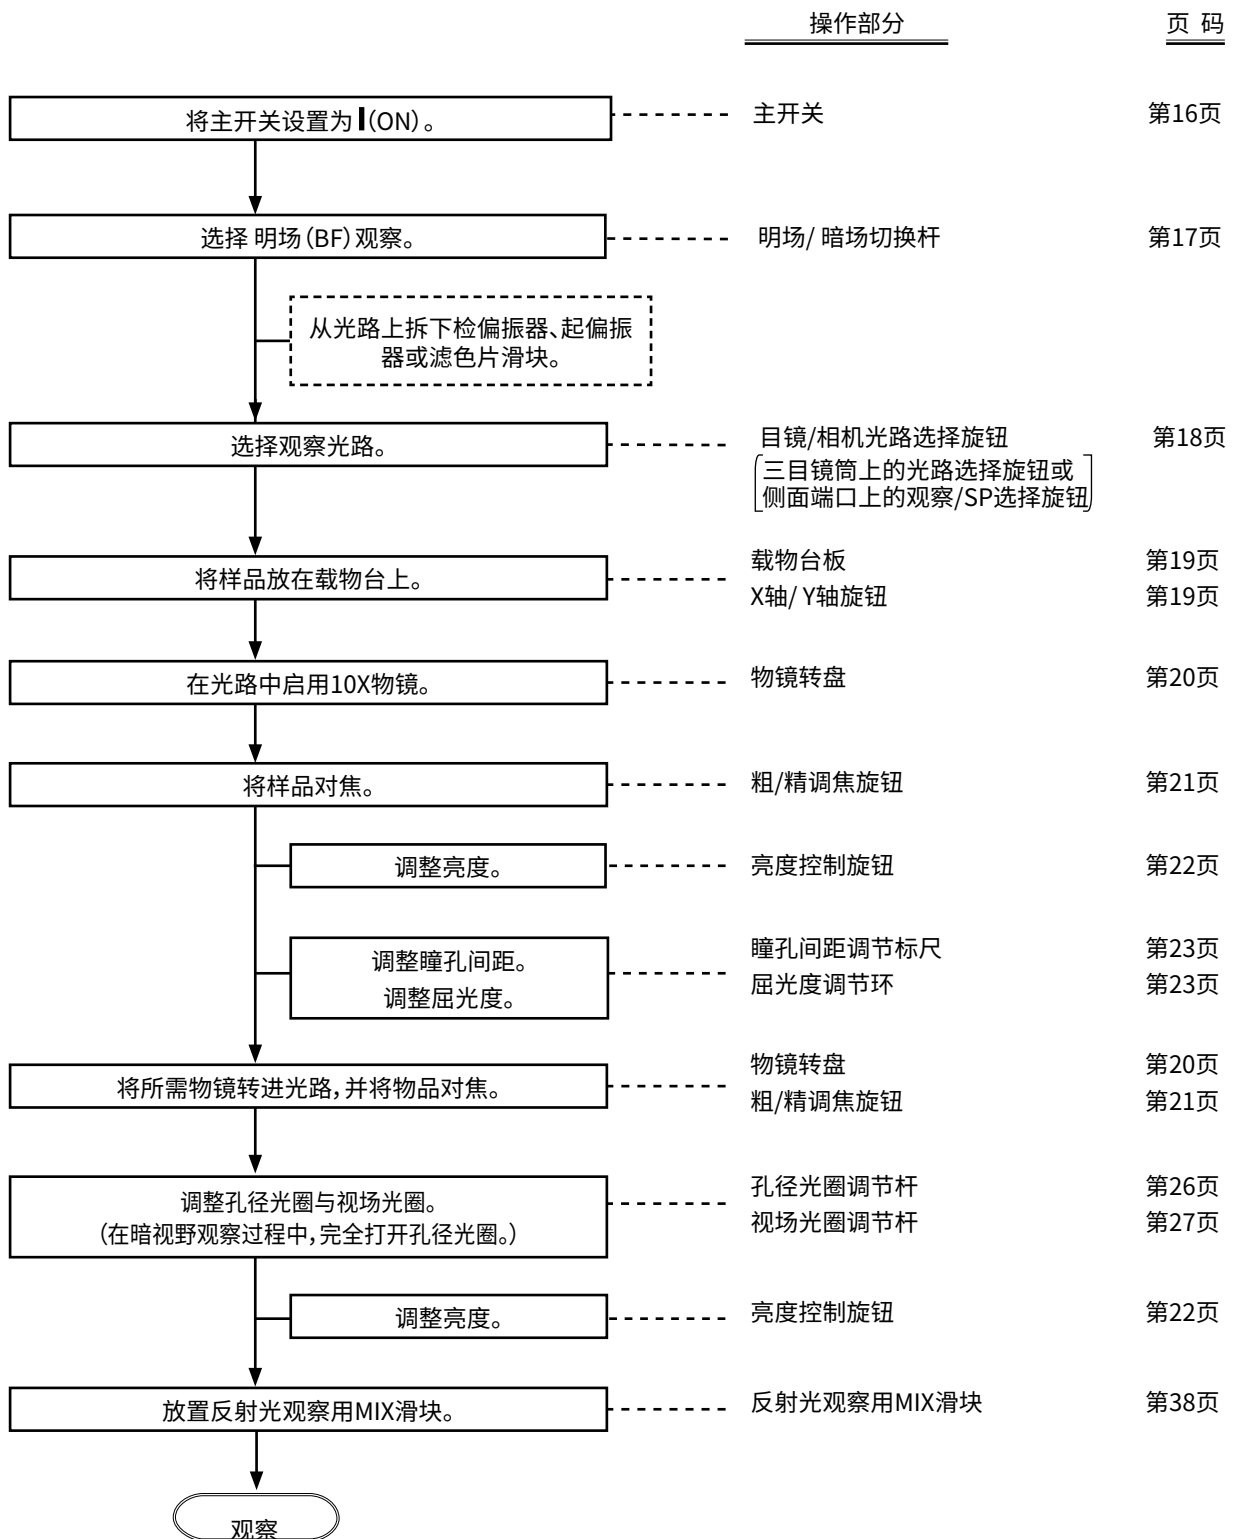 操作部分 页 码
将主开关设置为 I(ON)。 主开关 第16页
选择 明场(BF)观察。 明场/ 暗场切换杆 第17页
从光路上拆下检偏振器、起偏振
器或滤色片滑块。
选择观察光路。 目镜/相机光路选择旋钮 第18页
三目镜筒上的光路选择旋钮或
侧面端口上的观察/SP选择旋钮
将样品放在载物台上。 载物台板 第19页
X轴/ Y轴旋钮 第19页
在光路中启用10X物镜。 物镜转盘 第20页
将样品对焦。 粗/精调焦旋钮 第21页
调整亮度。 亮度控制旋钮 第22页
调整瞳孔间距。 瞳孔间距调节标尺 第23页
调整屈光度。 屈光度调节环 第23页
将所需物镜转进光路,并将物品对焦。 物镜转盘 第20页
粗/精调焦旋钮 第21页
调整孔径光圈与视场光圈。 孔径光圈调节杆 第26页
(在暗视野观察过程中,完全打开孔径光圈。) 视场光圈调节杆 第27页
调整亮度。 亮度控制旋钮 第22页
放置反射光观察用MIX滑块。 反射光观察用MIX滑块 第38页
观察